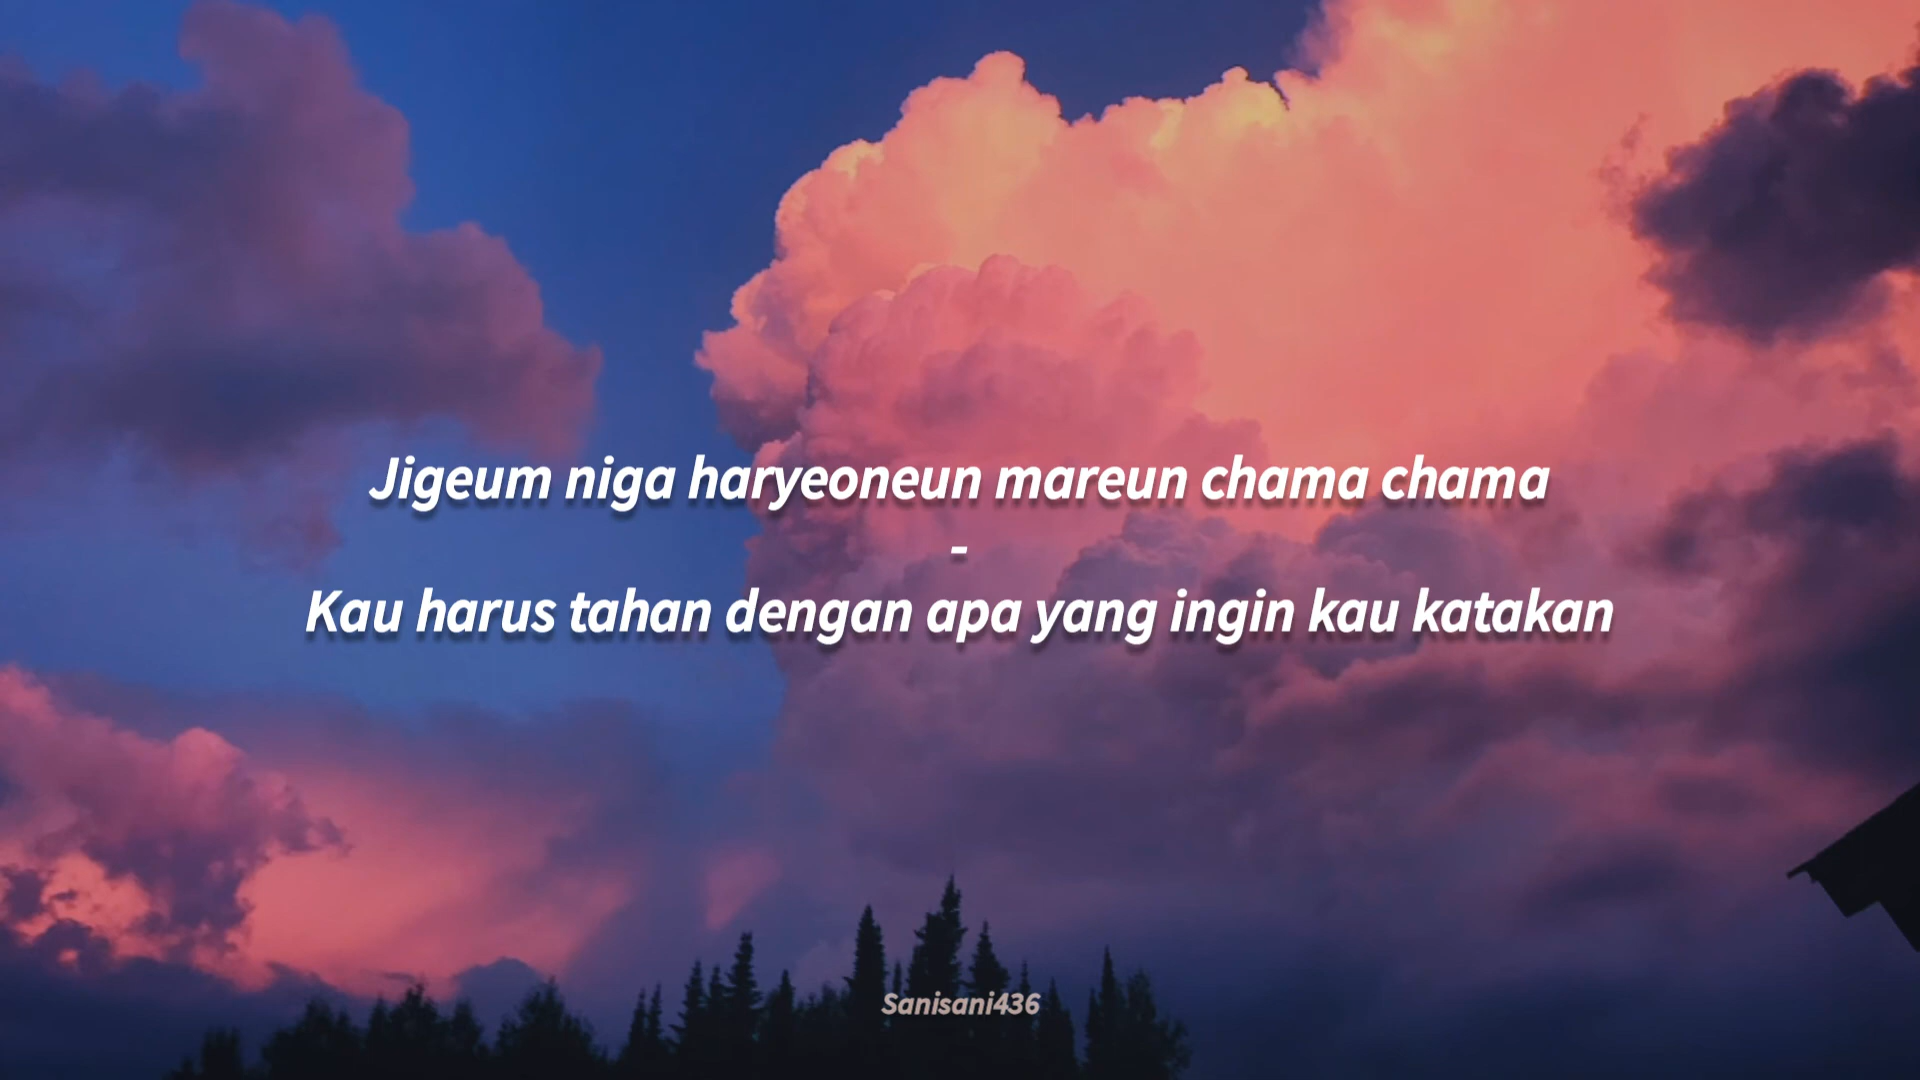 Jigeum niga haryeoneun mareun chama chama
-
Kau harus tahan dengan apa yang ingin kau katakan
Sanisani436